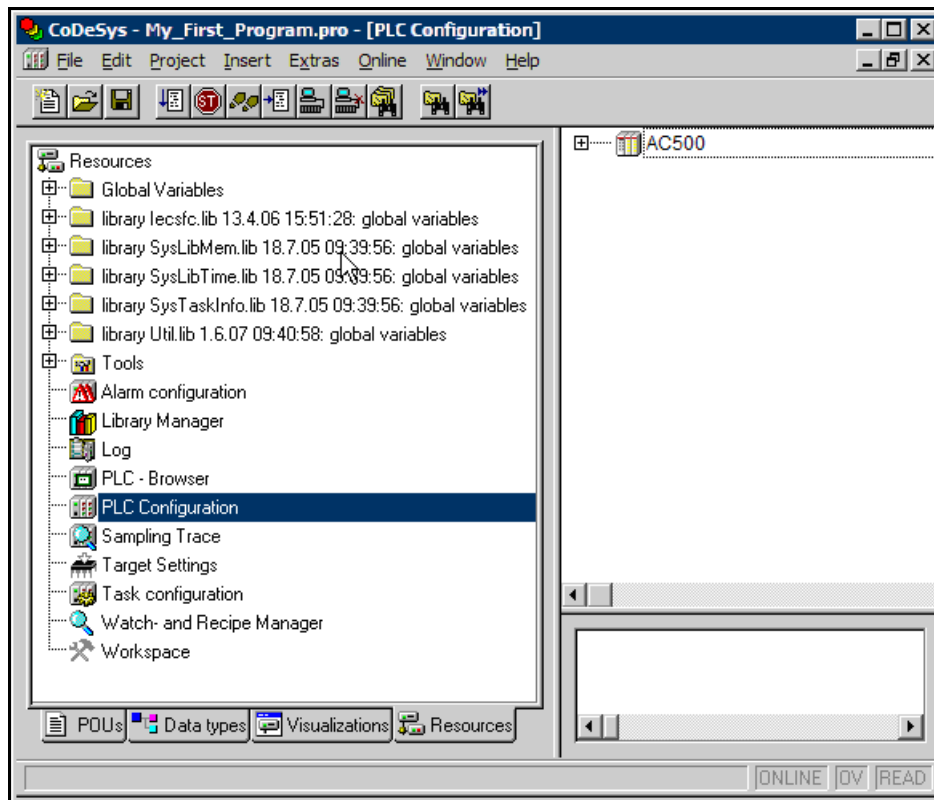 CoDeSys - My_First_Program.pro - [PLC Configuration]
File Edit Project Insert Extras Online Window Help
ST
Resources
AC500
Global Variables
library Iecsfc.lib 13.4.06 15:51:28: global variables
library SysLibMem.lib 18.7.05 09:39:56: global variables
library SysLibTime.lib 18.7.05 09:39:56: global variables
library SysTaskInfo.lib 18.7.05 09:39:56: global variables
library Util.lib 1.6.07 09:40:58: global variables
Tools
Alarm configuration
Library Manager
Log
PLC - Browser
PLC Configuration
Sampling Trace
Target Settings
Task configuration
Watch- and Recipe Manager
Workspace
POUs Data types Visualizations Resources
ONLINE OV READ